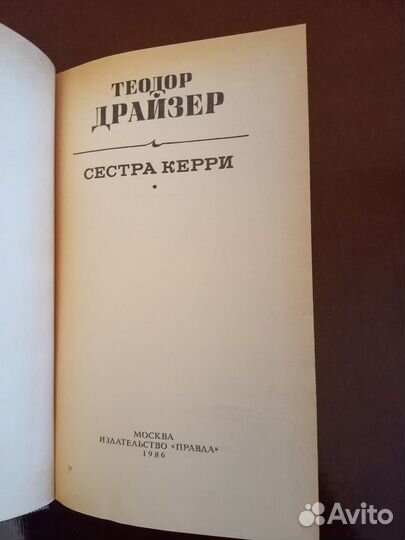 ТЕОДОР
ДРАЙЗЕР
СЕСТРА КЕРРИ
МОСКВА
ИЗДАТЕЛЬСТВО «ПРАВДА»
1986
Avito